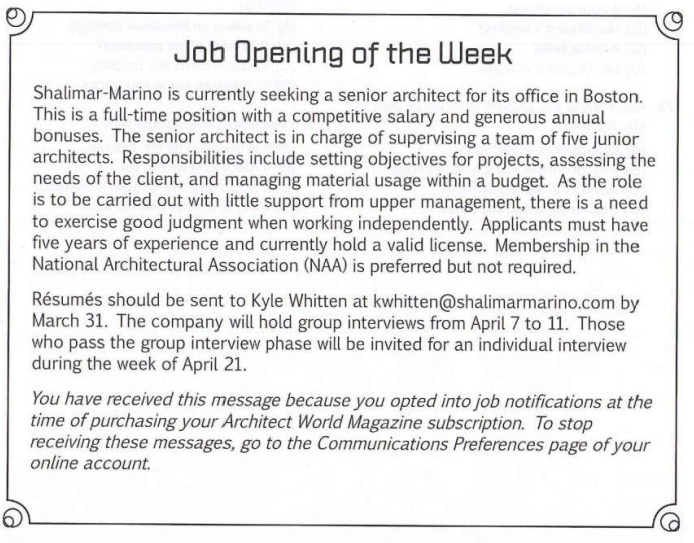 Job Opening of the Week
Shalimar-Marino is currently seeking a senior architect for its office in Boston.
This is a full-time position with a competitive salary and generous annual
bonuses. The senior architect is in charge of supervising a team of five junior
architects. Responsibilities include setting objectives for projects, assessing the
needs of the client, and managing material usage within a budget. As the role
is to be carried out with little support from upper management, there is a need
to exercise good judgment when working independently. Applicants must have
five years of experience and currently hold a valid license. Membership in the
National Architectural Association (NAA) is preferred but not required.
Résumés should be sent to Kyle Whitten at kwhitten@shalimarmarino.com by
March 31. The company will hold group interviews from April 7 to 11. Those
who pass the group interview phase will be invited for an individual interview
during the week of April 21.
You have received this message because you opted into job notifications at the
time of purchasing your Architect World Magazine subscription. To stop
receiving these messages, go to the Communications Preferences page of your
online account.